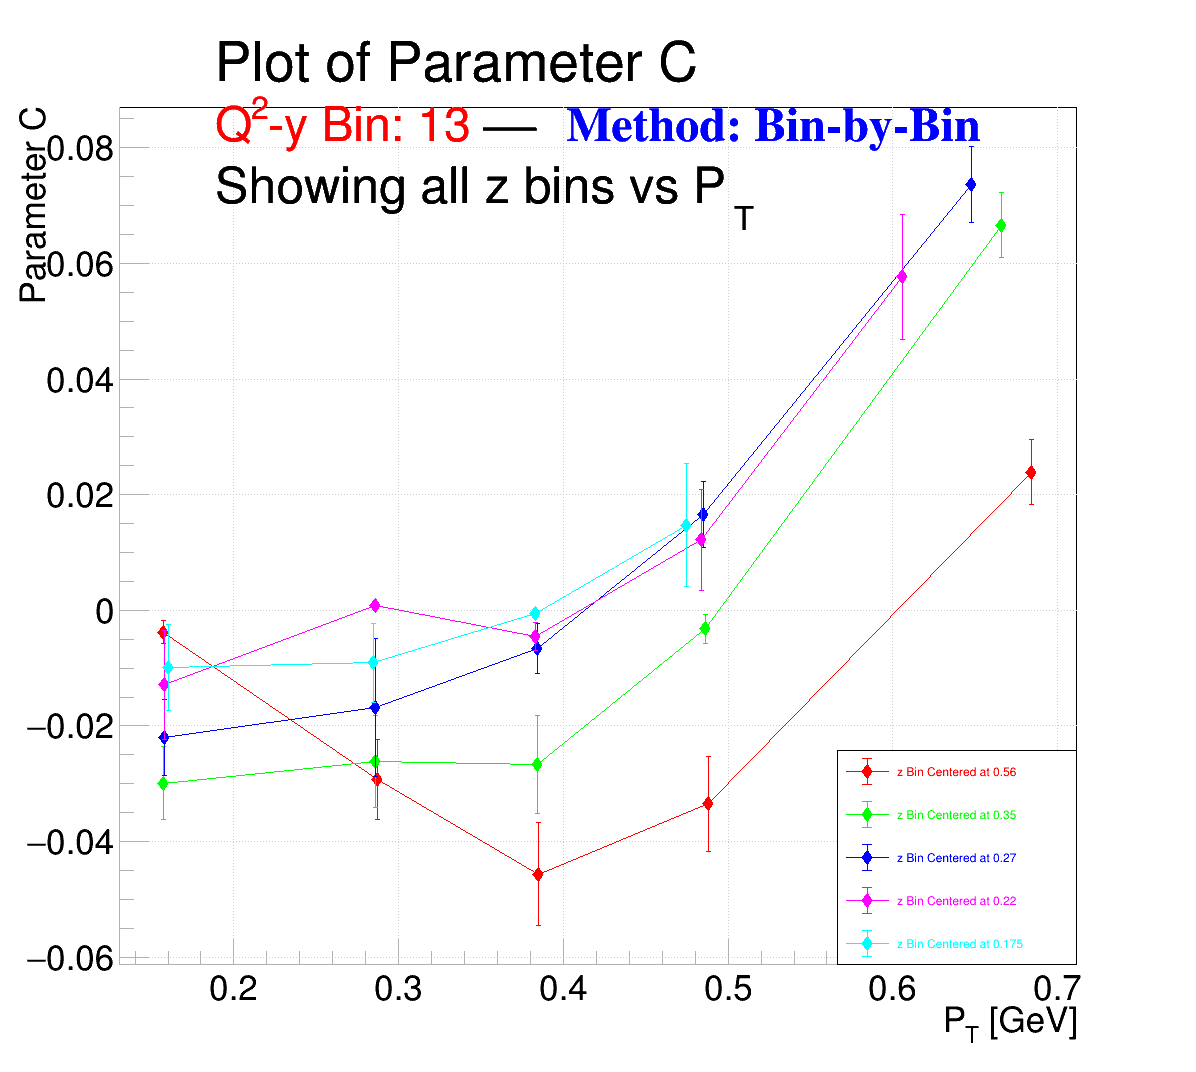 Plot of Parameter C
Q²-y Bin: 13 — Method: Bin-by-Bin
Showing all z bins vs P_T
Parameter C
0.08
0.06
0.04
0.02
0
−0.02
−0.04
−0.06
z Bin Centered at 0.56
z Bin Centered at 0.35
z Bin Centered at 0.27
z Bin Centered at 0.22
z Bin Centered at 0.175
0.2 0.3 0.4 0.5 0.6 0.7
P_T [GeV]